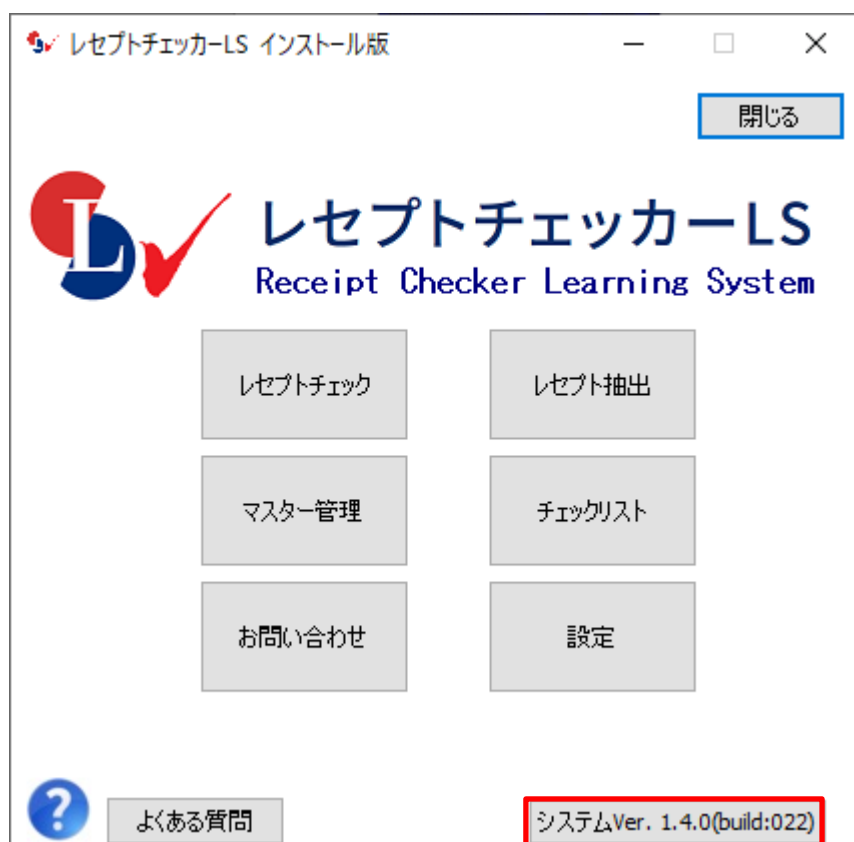 レセプトチェッカーLS インストール版
閉じる
レセプトチェッカーLS
Receipt Checker Learning System
レセプトチェック
レセプト抽出
マスター管理
チェックリスト
お問い合わせ
設定
?
よくある質問
システムVer. 1.4.0(build:022)